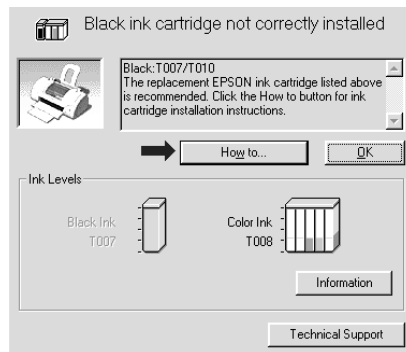 Black ink cartridge not correctly installed
Black:T007/T010
The replacement EPSON ink cartridge listed above
is recommended. Click the How to button for ink
cartridge installation instructions.
How to...
OK
Ink Levels
Black Ink
T007
Color Ink
T008
Information
Technical Support